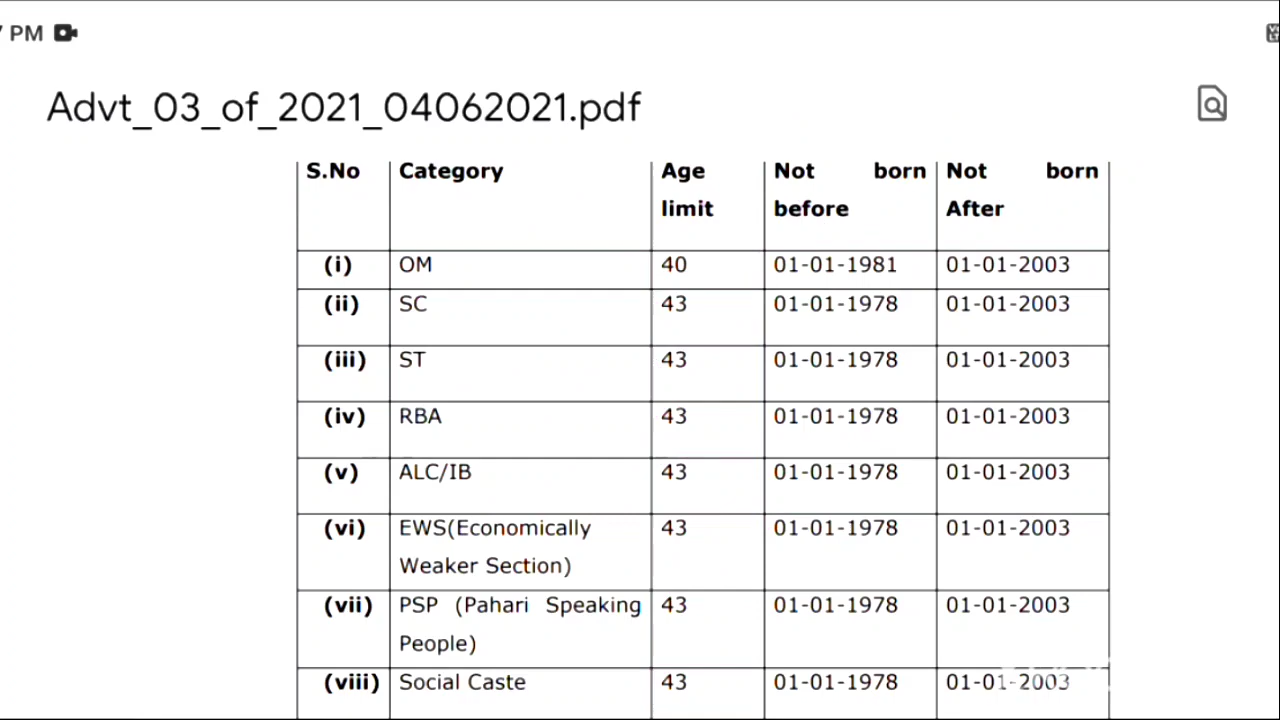 PM
Advt_03_of_2021_04062021.pdf
S.No Category Age limit Not born before Not born After
(i) OM 40 01-01-1981 01-01-2003
(ii) SC 43 01-01-1978 01-01-2003
(iii) ST 43 01-01-1978 01-01-2003
(iv) RBA 43 01-01-1978 01-01-2003
(v) ALC/IB 43 01-01-1978 01-01-2003
(vi) EWS(Economically Weaker Section) 43 01-01-1978 01-01-2003
(vii) PSP (Pahari Speaking People) 43 01-01-1978 01-01-2003
(viii) Social Caste 43 01-01-1978 01-01-2003